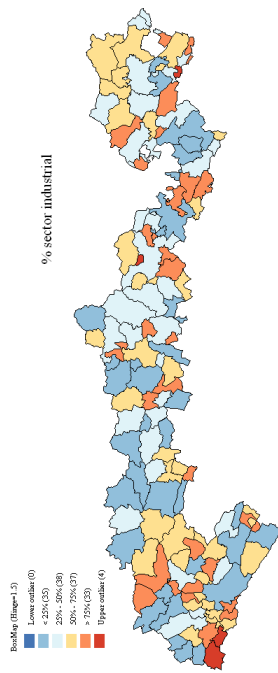 % sector industrial
BoxMap (Hinge=1.5)
Lower outlier (0)
< 25% (35)
25% - 50% (38)
50% - 75% (37)
> 75% (33)
Upper outlier (4)